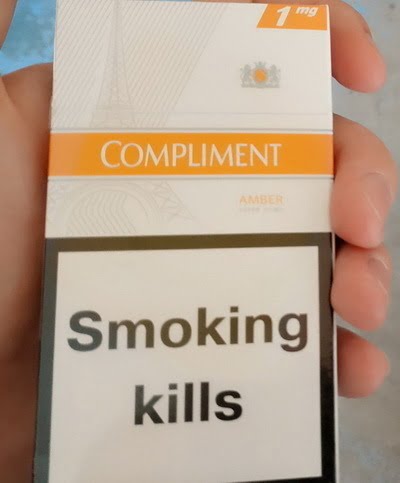 1 mg
COMPLIMENT
AMBER
Smoking
kills